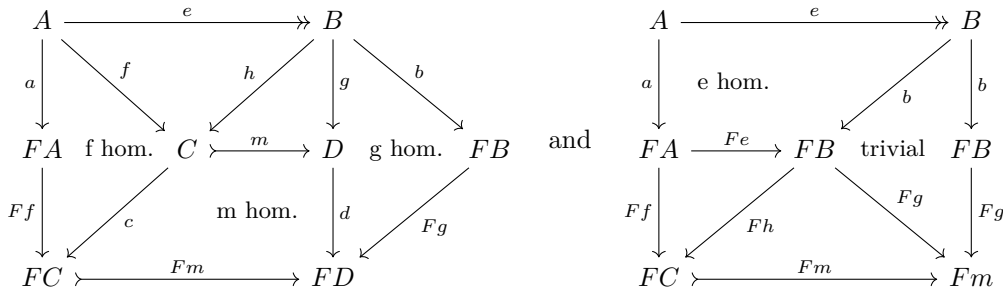 A e B A e B
a f h g b a e hom. b b
FA f hom. C m D g hom. FB and FA Fe FB trivial FB
Ff c m hom. d Fg Ff Fh Fg Fg
FC Fm FD FC Fm Fm